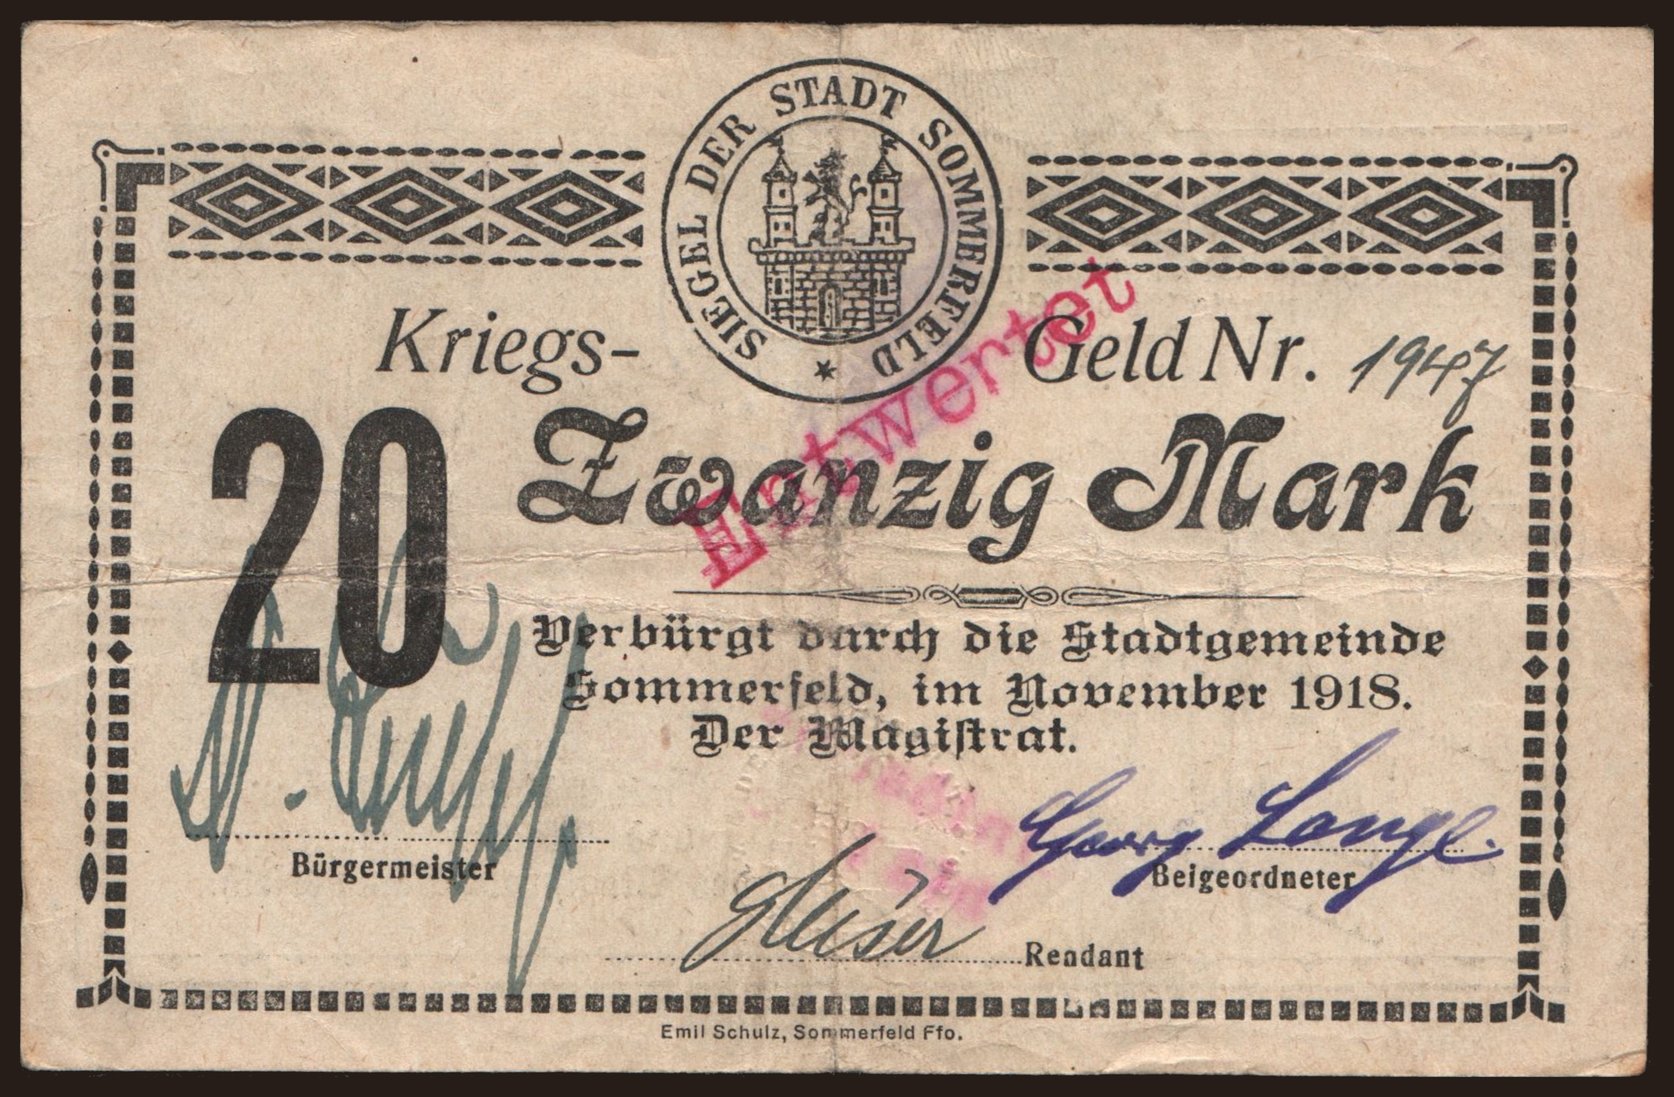 SIEGEL DER STADT SOMMERFELD
Kriegs- Geld Nr. 1947
Entwertet
20 Zwanzig Mark
Verbürgt durch die Stadtgemeinde
Sommerfeld, im November 1918.
Der Magistrat.
Georg Lange.
Bürgermeister
Beigeordneter
Rendant
Emil Schulz, Sommerfeld Ffo.